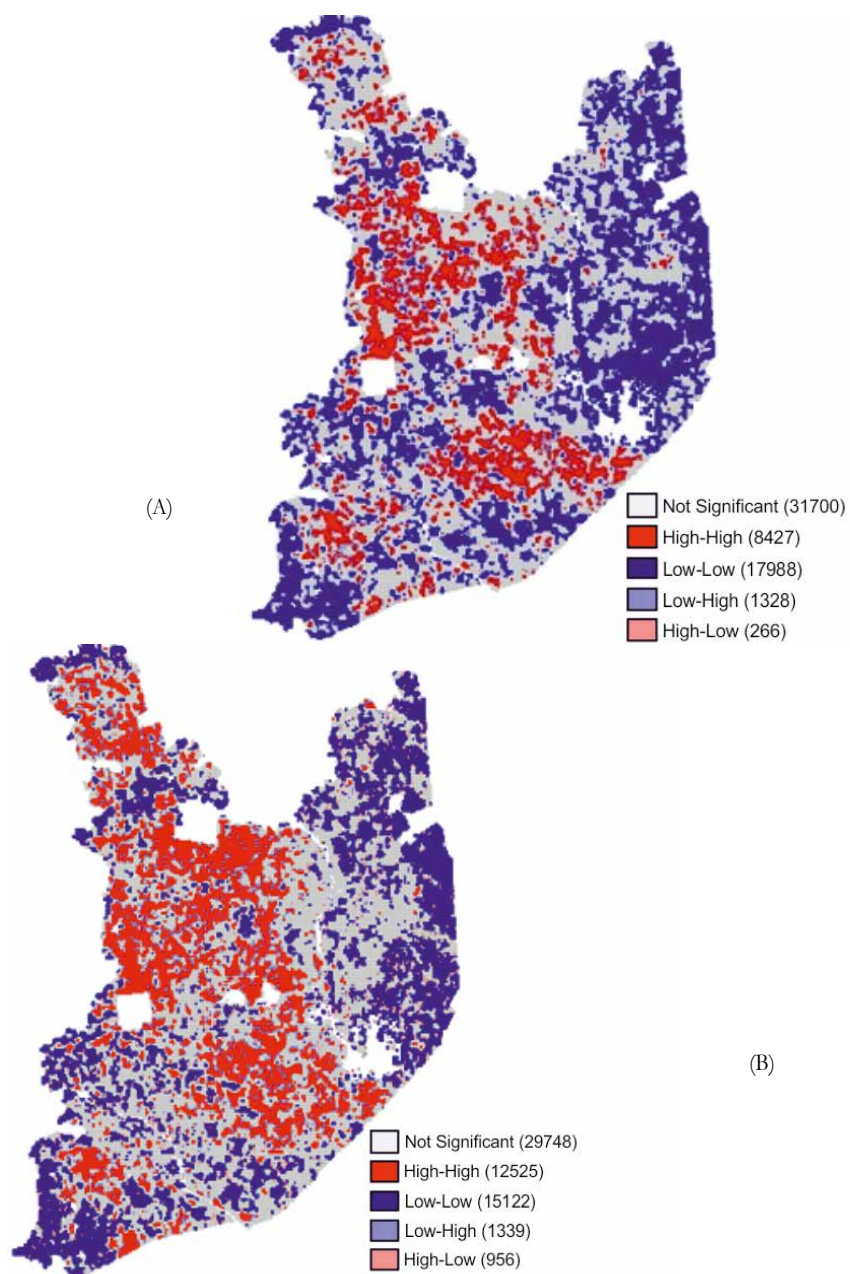 (A)
Not Significant (31700)
High-High (8427)
Low-Low (17988)
Low-High (1328)
High-Low (266)
(B)
Not Significant (29748)
High-High (12525)
Low-Low (15122)
Low-High (1339)
High-Low (956)